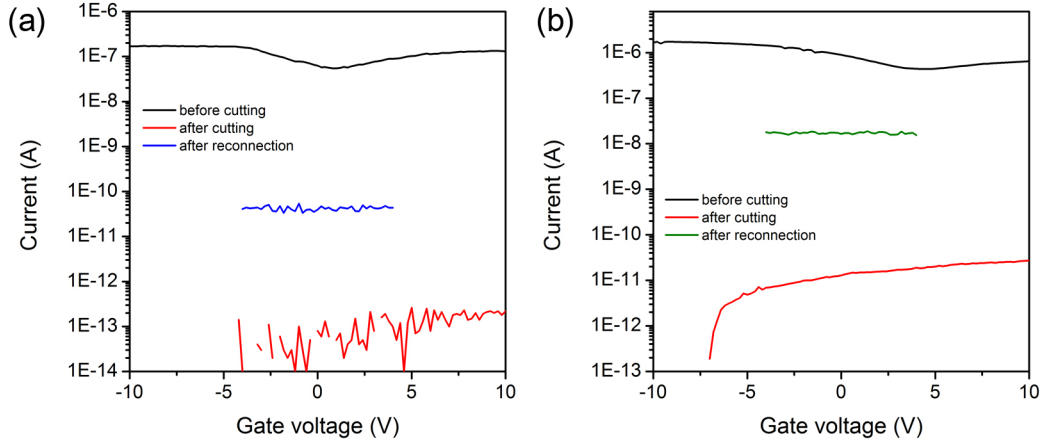 (a)
1E-6
1E-7
1E-8
1E-9
1E-10
1E-11
1E-12
1E-13
1E-14
Current (A)
before cutting
after cutting
after reconnection
-10
-5
0
5
10
Gate voltage (V)
(b)
1E-6
1E-7
1E-8
1E-9
1E-10
1E-11
1E-12
1E-13
Current (A)
before cutting
after cutting
after reconnection
-10
-5
0
5
10
Gate voltage (V)